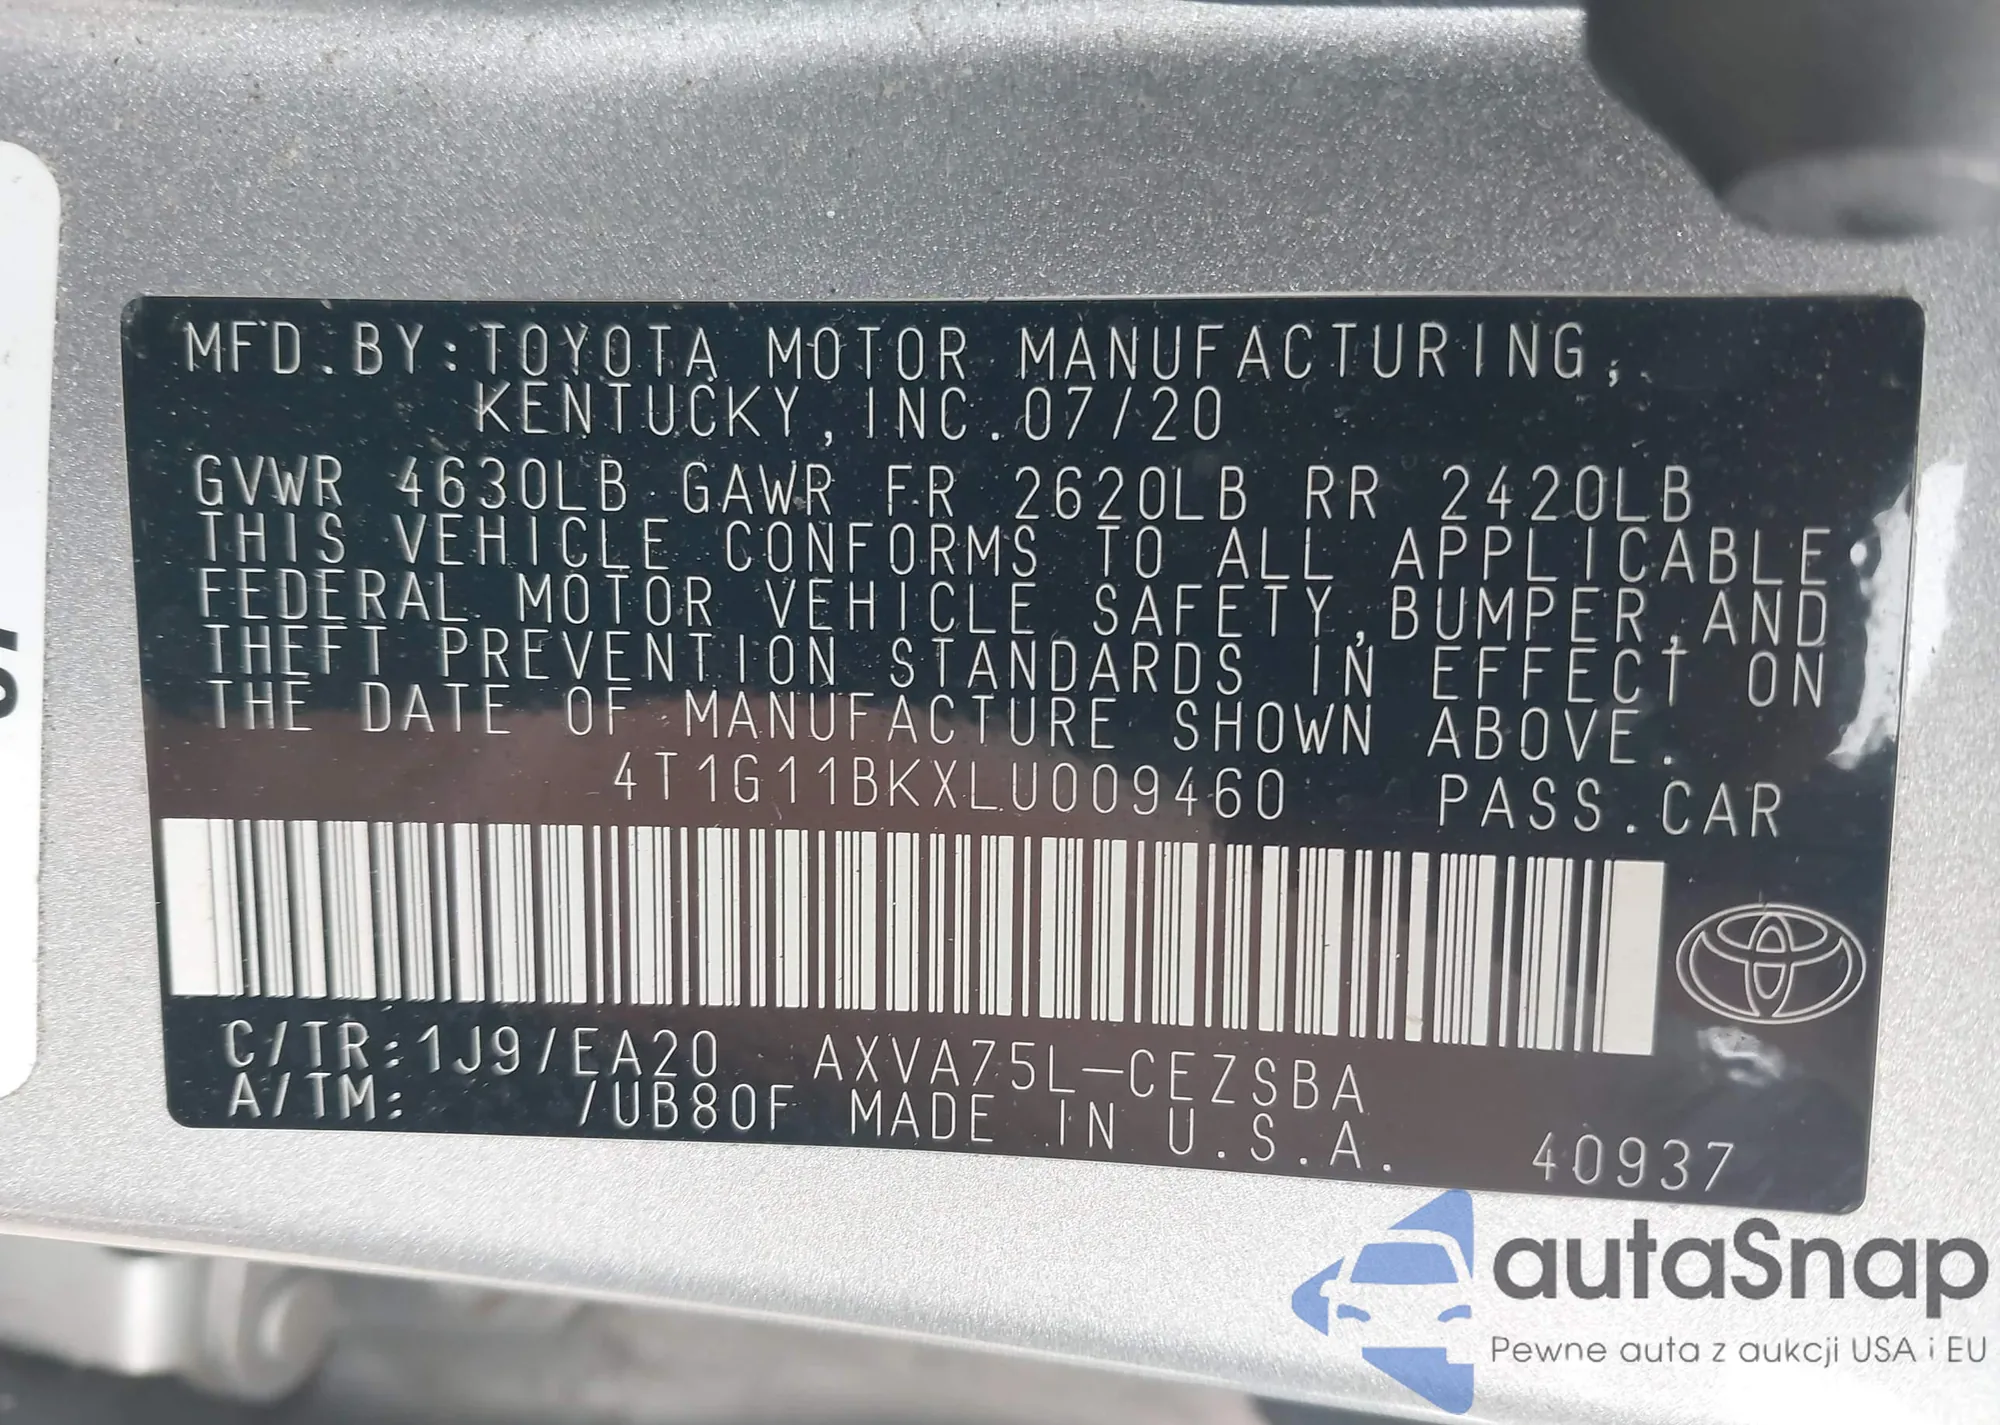 MFD.BY:TOYOTA MOTOR MANUFACTURING,
KENTUCKY, INC.07/20
GVWR 4630LB GAWR FR 2620LB RR 2420LB
THIS VEHICLE CONFORMS TO ALL APPLICABLE
FEDERAL MOTOR VEHICLE SAFETY,BUMPER,AND
THEFT PREVENTION STANDARDS IN EFFECT ON
THE DATE OF MANUFACTURE SHOWN ABOVE.
4T1G11BKXLU009460 PASS.CAR
C/TR:1J9/EA20 AXVA75L-CEZSBA
A/TM: /UB80F MADE IN U.S.A. 40937
autaSnap
Pewne auta z aukcji USA i EU